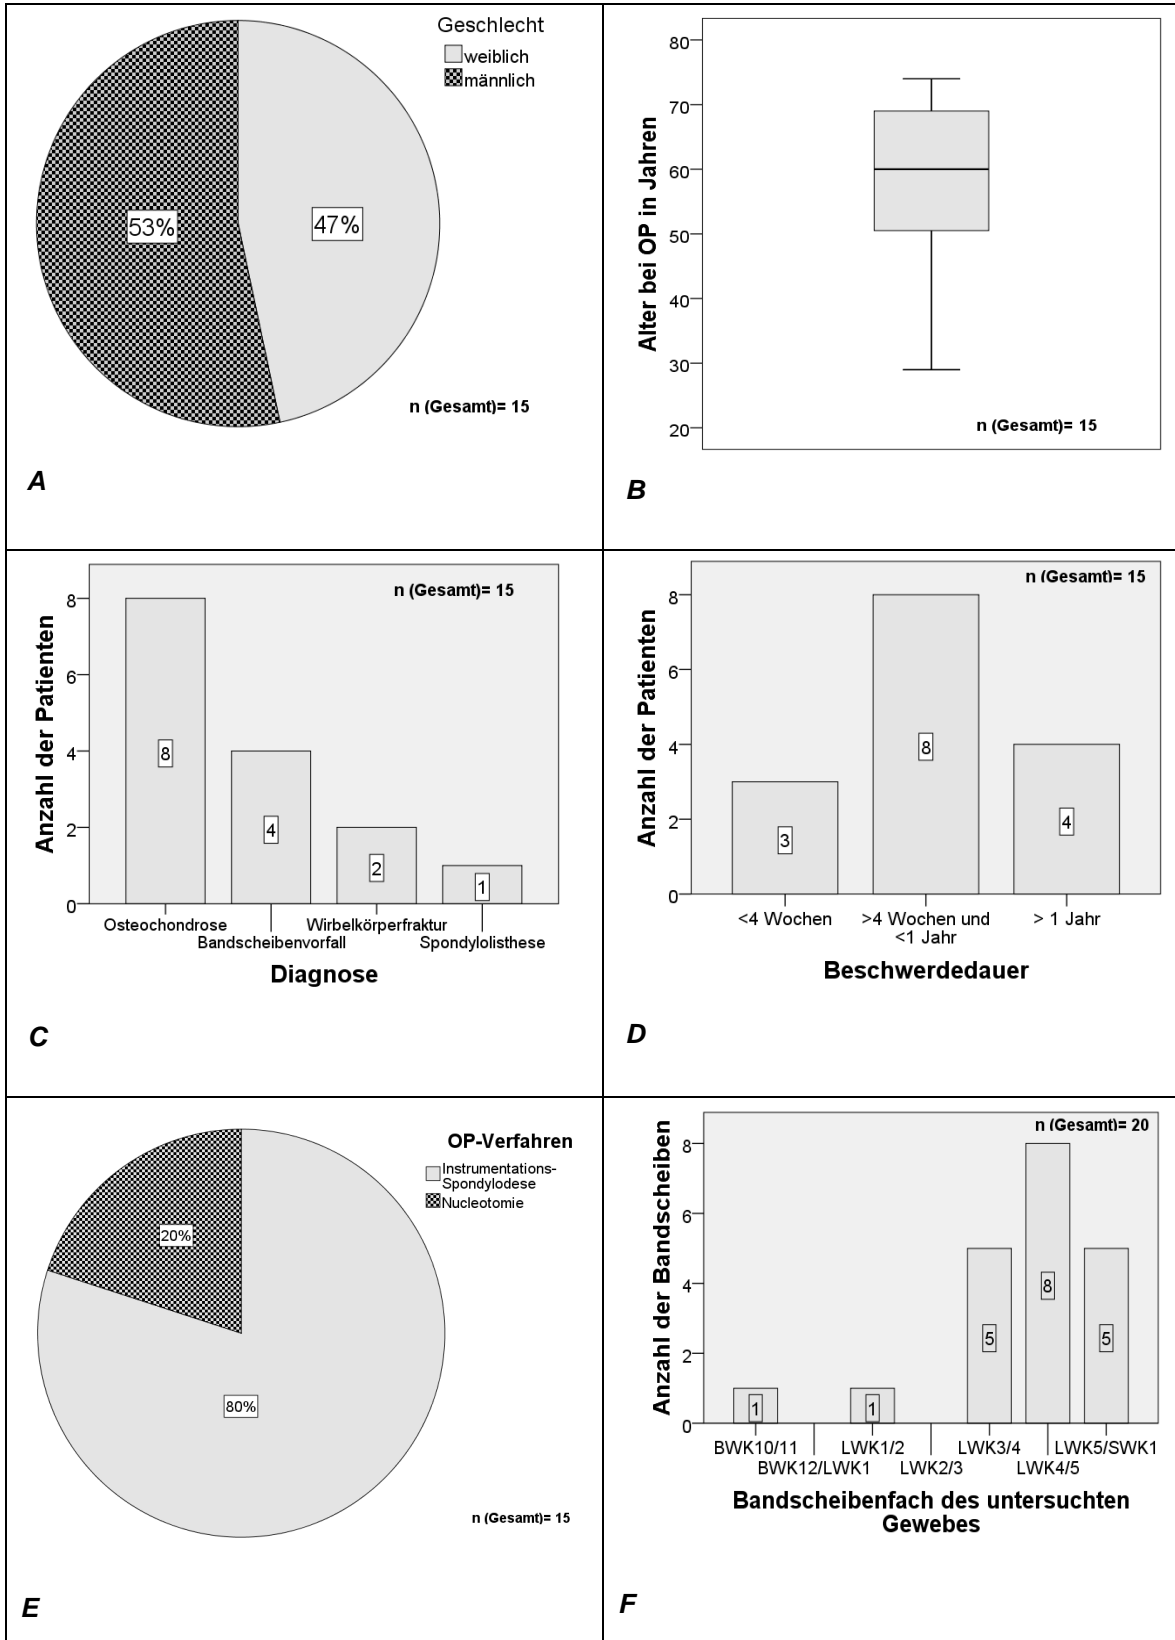 Geschlecht
weiblich
männlich
53%
47%
n (Gesamt)= 15
A
Alter bei OP in Jahren
80
70
60
50
40
30
20
n (Gesamt)= 15
B
Anzahl der Patienten
n (Gesamt)= 15
8
6
4
2
0
8
4
2
1
Osteochondrose
Bandscheibenvorfall
Wirbelkörperfraktur
Spondylolisthese
Diagnose
C
Anzahl der Patienten
n (Gesamt)= 15
8
6
4
2
0
3
8
4
<4 Wochen
>4 Wochen und
<1 Jahr
> 1 Jahr
Beschwerdedauer
D
OP-Verfahren
Instrumentations-
Spondylodese
Nucleotomie
20%
80%
n (Gesamt)= 15
E
Anzahl der Bandscheiben
n (Gesamt)= 20
8
6
4
2
0
1
1
5
8
5
BWK10/11
BWK12/LWK1
LWK1/2
LWK2/3
LWK3/4
LWK4/5
LWK5/SWK1
Bandscheibenfach des untersuchten
Gewebes
F